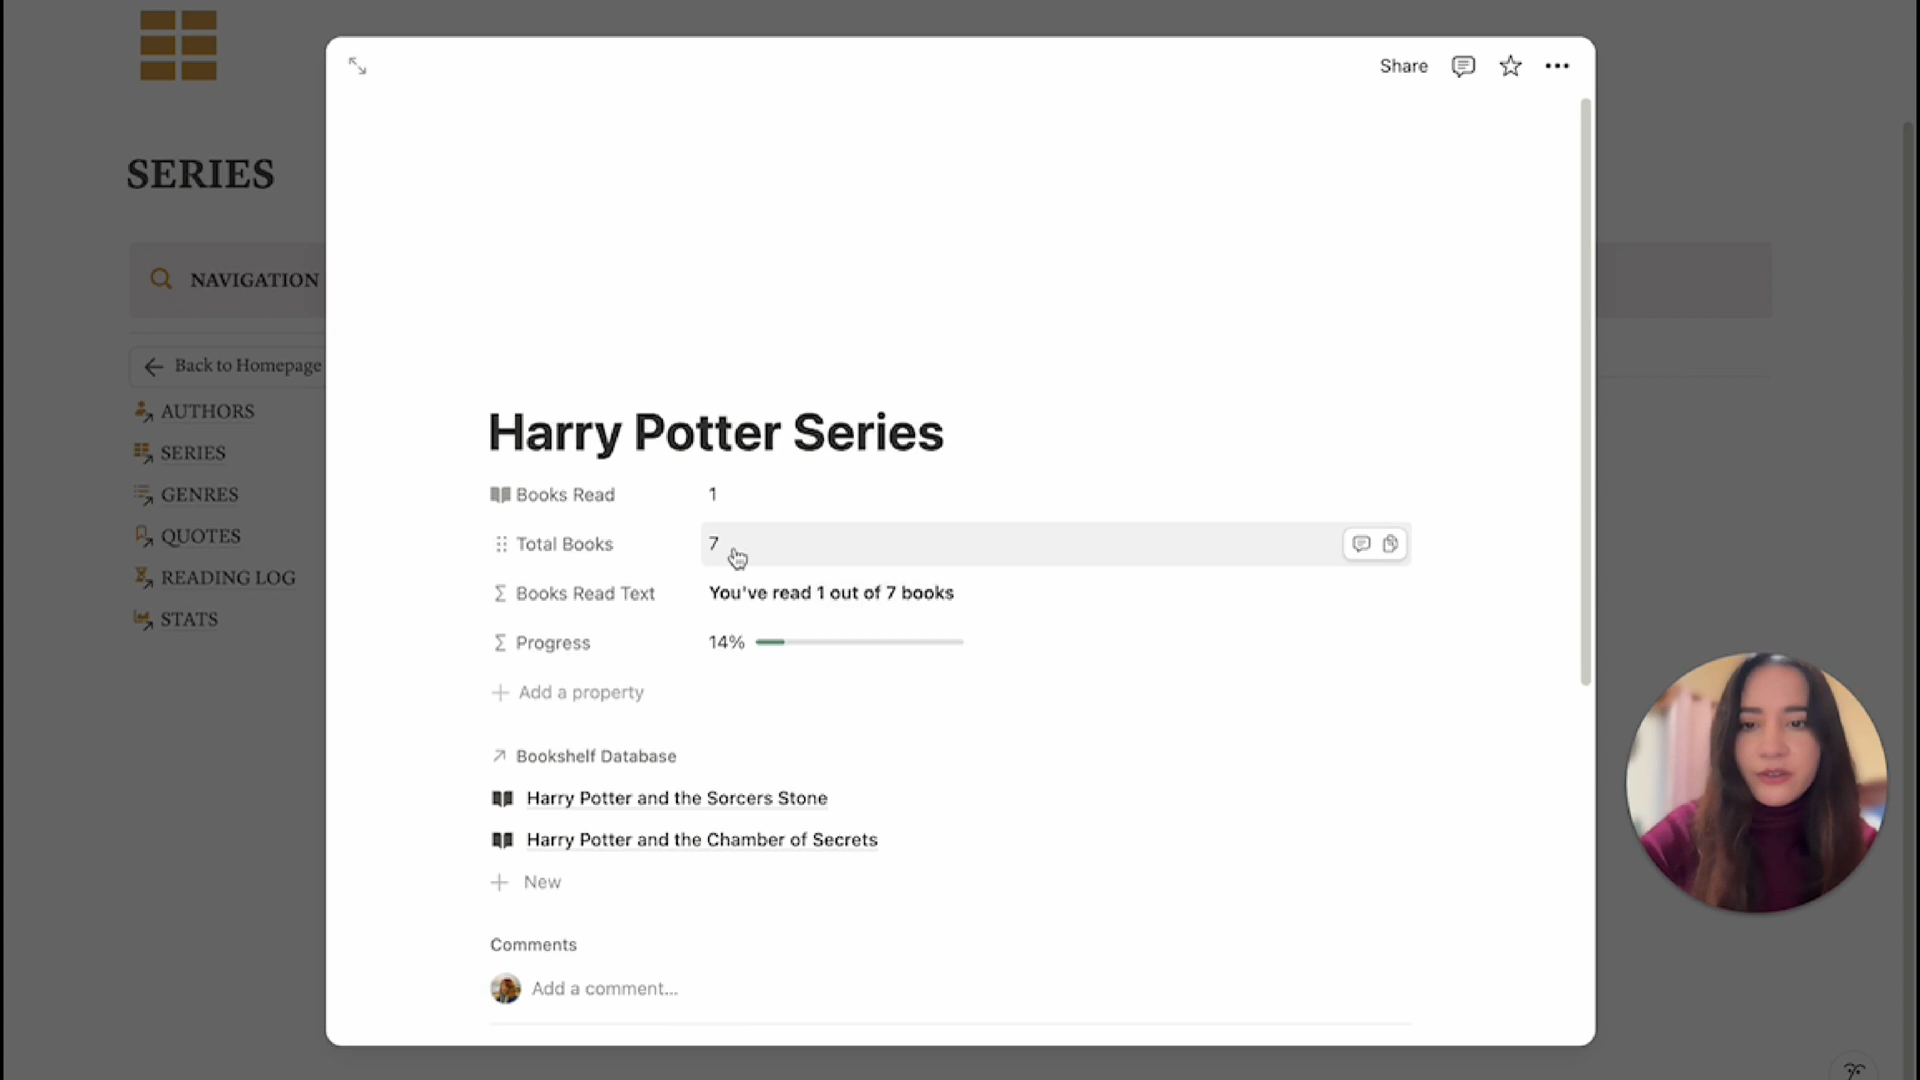 Share
SERIES
NAVIGATION
Back to Homepage
AUTHORS
SERIES
GENRES
QUOTES
READING LOG
STATS
Harry Potter Series
Books Read 1
Total Books 7
Books Read Text You've read 1 out of 7 books
Progress 14%
Add a property
Bookshelf Database
Harry Potter and the Sorcers Stone
Harry Potter and the Chamber of Secrets
New
Comments
Add a comment...